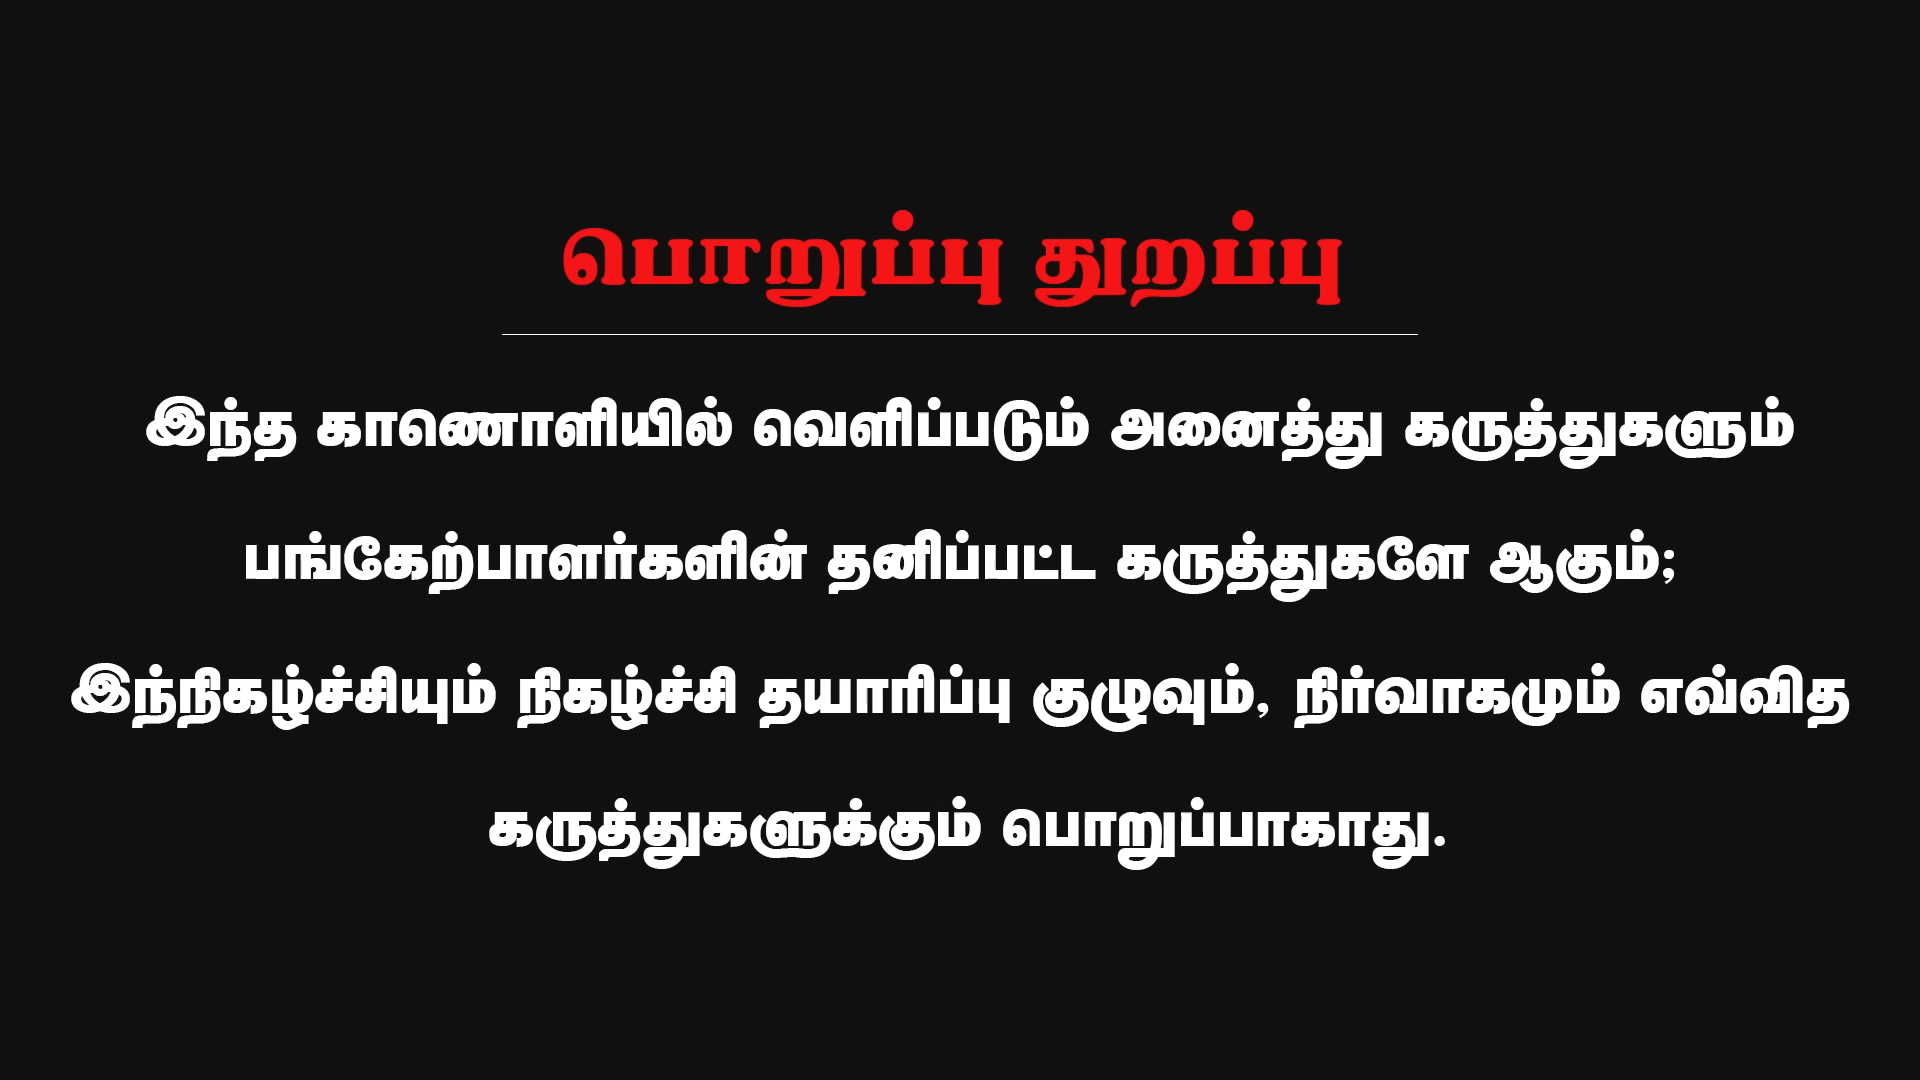 பொறுப்பு துறப்பு
இந்த காணொளியில் வெளிப்படும் அனைத்து கருத்துகளும்
பங்கேற்பாளர்களின் தனிப்பட்ட கருத்துகளே ஆகும்;
இந்நிகழ்ச்சியும் நிகழ்ச்சி தயாரிப்பு குழுவும், நிர்வாகமும் எவ்வித
கருத்துகளுக்கும் பொறுப்பாகாது.